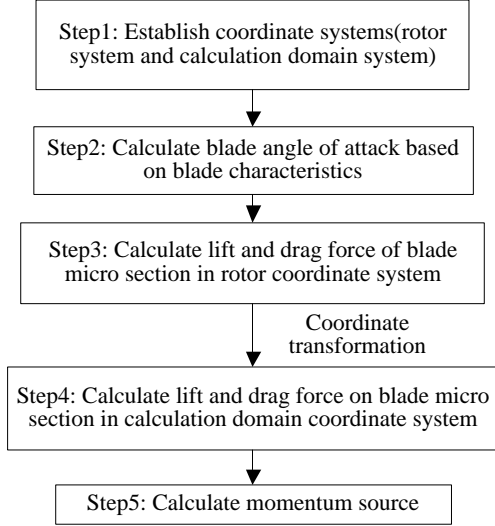 Step1: Establish coordinate systems(rotor
system and calculation domain system)
Step2: Calculate blade angle of attack based
on blade characteristics
Step3: Calculate lift and drag force of blade
micro section in rotor coordinate system
Coordinate
transformation
Step4: Calculate lift and drag force on blade micro
section in calculation domain coordinate system
Step5: Calculate momentum source